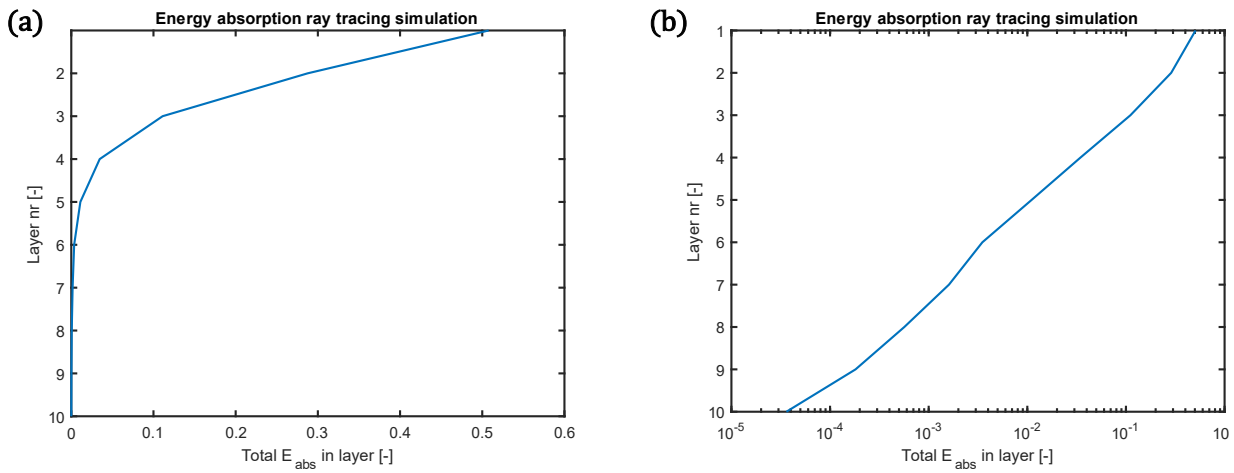 (a)
Energy absorption ray tracing simulation
2
3
4
5
6
7
8
9
10
0 0.1 0.2 0.3 0.4 0.5 0.6
Layer nr [-]
Total E_abs in layer [-]
(b)
Energy absorption ray tracing simulation
1
2
3
4
5
6
7
8
9
10
10^-5 10^-4 10^-3 10^-2 10^-1 10
Layer nr [-]
Total E_abs in layer [-]